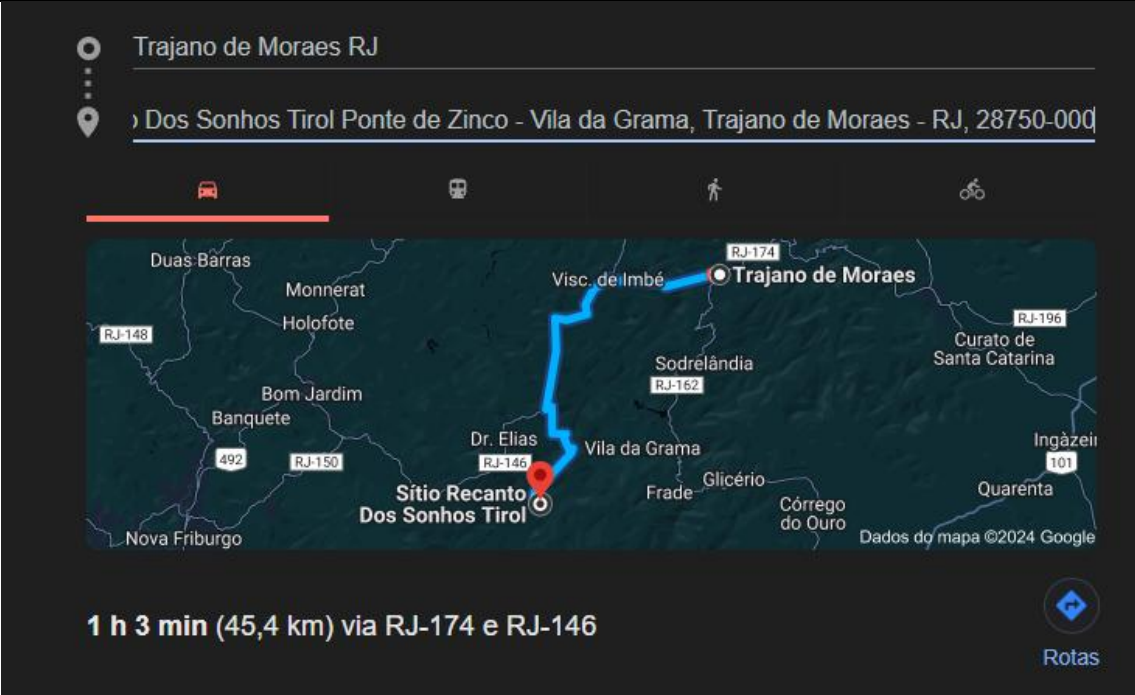 Trajano de Moraes RJ
Dos Sonhos Tirol Ponte de Zinco - Vila da Grama, Trajano de Moraes - RJ, 28750-000
Duas Barras
Monnerat
Holofote
RJ-148
Visc. de Imbé
RJ-174
Trajano de Moraes
RJ-196
Curato de
Santa Catarina
Sodrelândia
RJ-162
Bom Jardim
Banquete
492
RJ-150
Dr. Elias
RJ-146
Vila da Grama
Sítio Recanto
Dos Sonhos Tirol
Frade
Glicério
Córrego
do Ouro
Ingàzei
101
Quarenta
Nova Friburgo
Dados do mapa ©2024 Google
1 h 3 min (45,4 km) via RJ-174 e RJ-146
Rotas